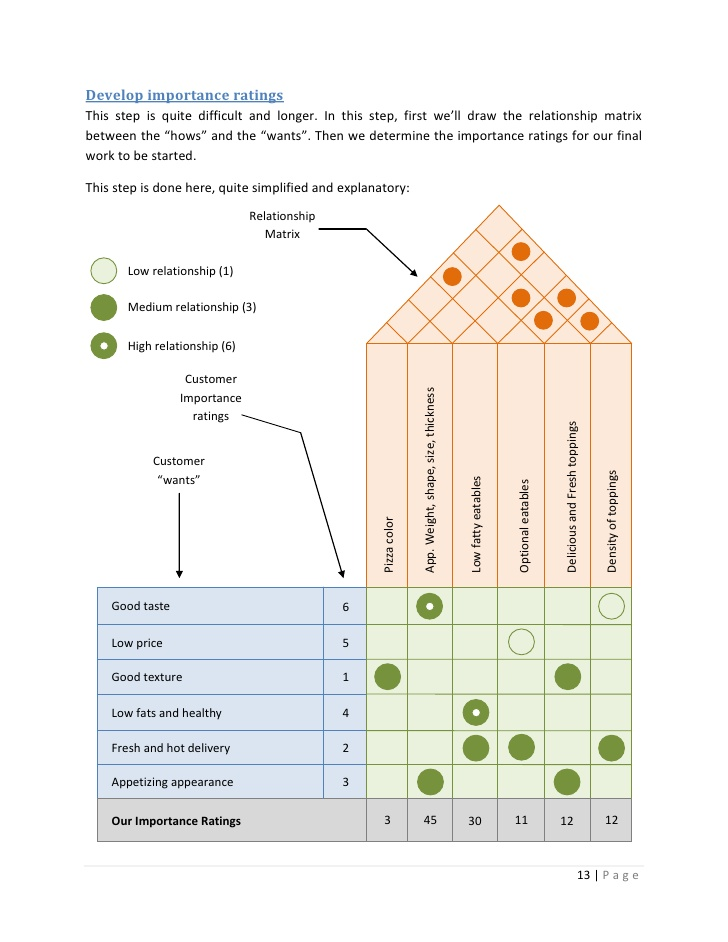 Develop importance ratings
This step is quite difficult and longer. In this step, first we’ll draw the relationship matrix
between the “hows” and the “wants”. Then we determine the importance ratings for our final
work to be started.
This step is done here, quite simplified and explanatory:
Relationship
Matrix
Low relationship (1)
Medium relationship (3)
High relationship (6)
Customer
Importance
ratings
Customer
“wants”
Pizza color
App. Weight, shape, size, thickness
Low fatty eatables
Optional eatables
Delicious and Fresh toppings
Density of toppings
Good taste 6
Low price 5
Good texture 1
Low fats and healthy 4
Fresh and hot delivery 2
Appetizing appearance 3
Our Importance Ratings 3 45 30 11 12 12
13 | Page